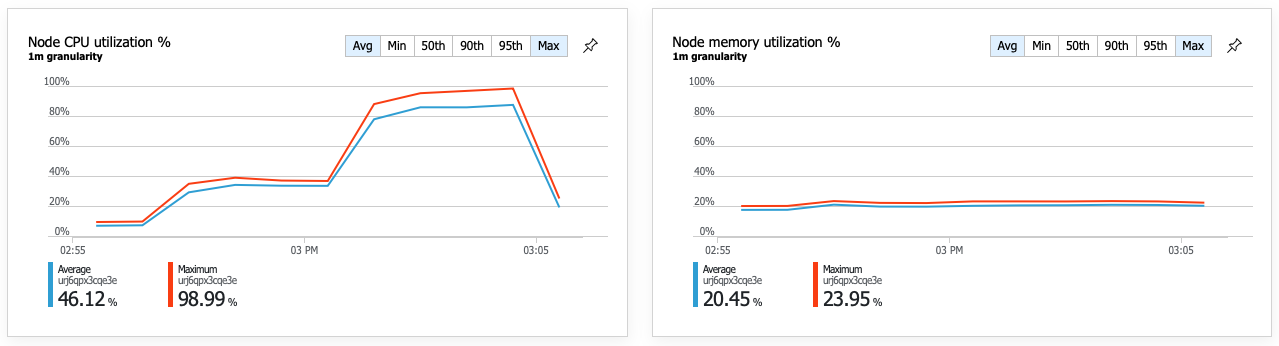 Node CPU utilization %
1m granularity
Avg Min 50th 90th 95th Max
100%
80%
60%
40%
20%
0%
02:55 03 PM 03:05
Average
urj6qpx3cqe3e
46.12 %
Maximum
urj6qpx3cqe3e
98.99 %
Node memory utilization %
1m granularity
Avg Min 50th 90th 95th Max
100%
80%
60%
40%
20%
0%
02:55 03 PM 03:05
Average
urj6qpx3cqe3e
20.45 %
Maximum
urj6qpx3cqe3e
23.95 %